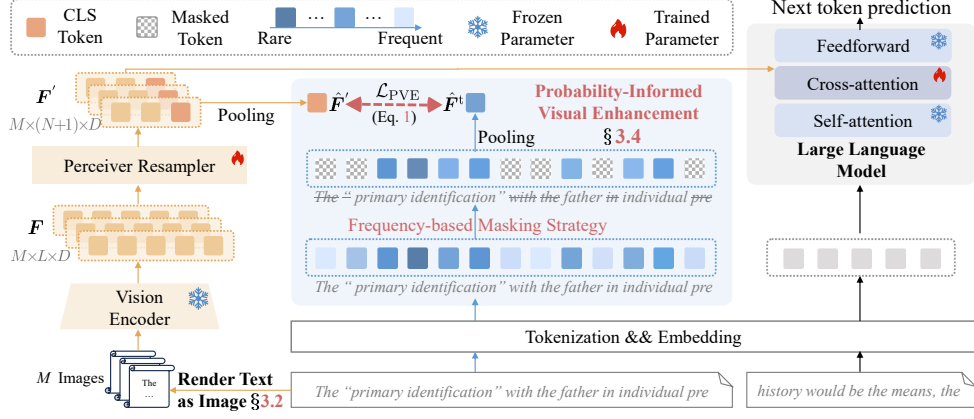 CLS Token
Masked Token
Rare
... ...
Frequent
Frozen Parameter
Trained Parameter
Next token prediction
Feedforward
Cross-attention
Self-attention
Large Language Model
F′
M×(N+1)×D
Pooling
F̂′
L_PVE
(Eq. 1)
F̂ᵗ
Probability-Informed
Visual Enhancement
§ 3.4
Pooling
Perceiver Resampler
The “ primary identification” with the father in individual pre
Frequency-based Masking Strategy
F
M×L×D
The “ primary identification” with the father in individual pre
Vision Encoder
Tokenization && Embedding
M Images
The
...
Render Text
as Image §3.2
The “primary identification” with the father in individual pre
history would be the means, the